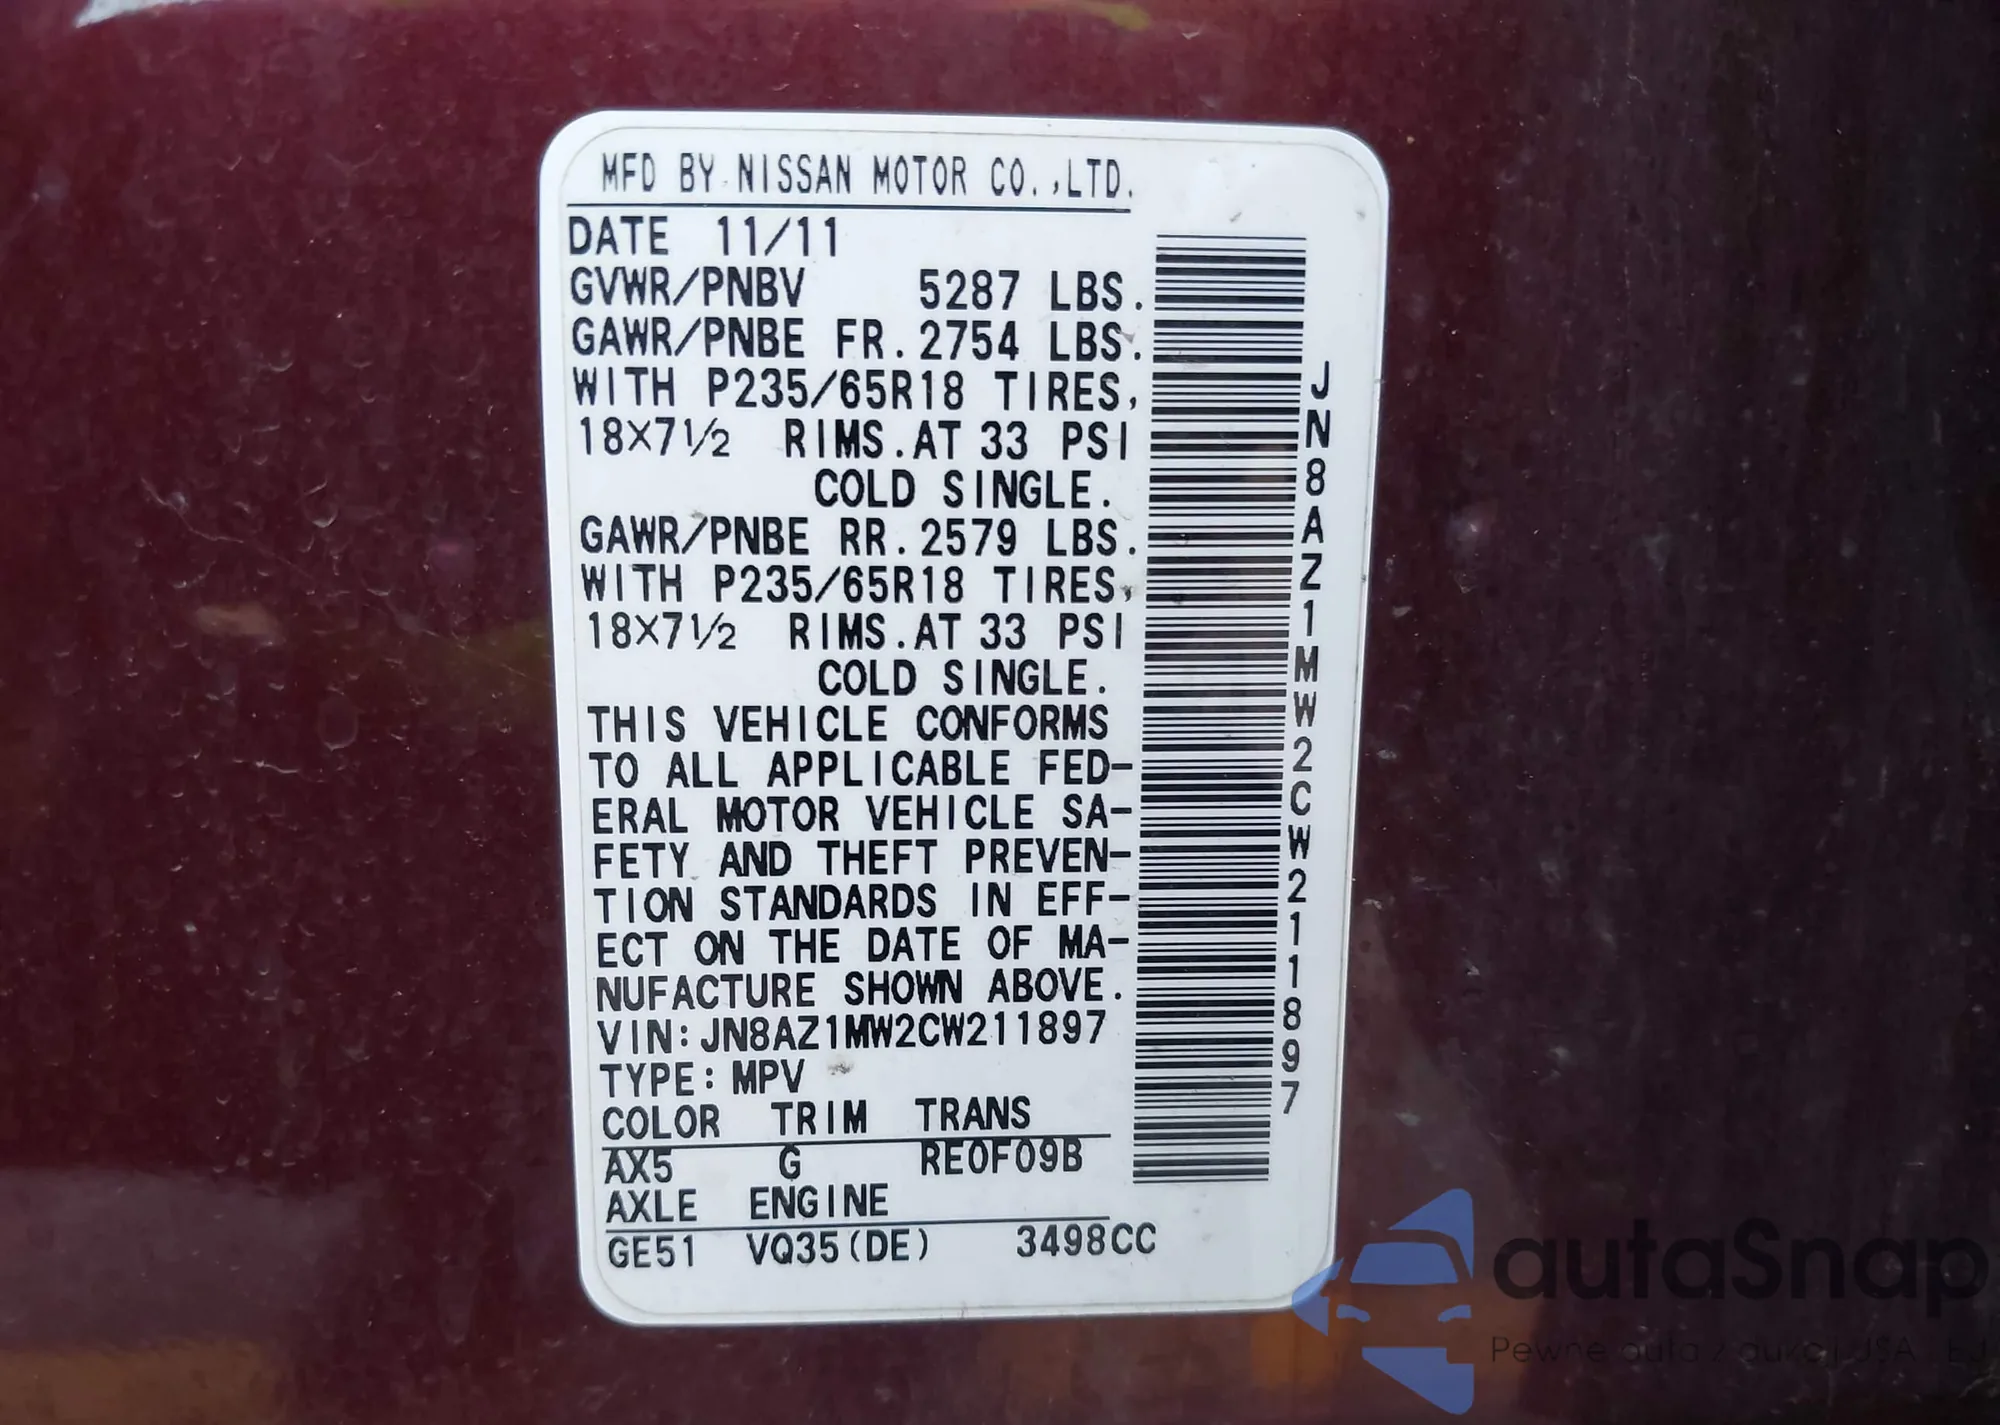 MFD BY NISSAN MOTOR CO.,LTD.
DATE 11/11
GVWR/PNBV 5287 LBS.
GAWR/PNBE FR. 2754 LBS.
WITH P235/65R18 TIRES,
18×7½ RIMS.AT 33 PSI
COLD SINGLE.
GAWR/PNBE RR. 2579 LBS.
WITH P235/65R18 TIRES,
18×7½ RIMS.AT 33 PSI
COLD SINGLE.
THIS VEHICLE CONFORMS
TO ALL APPLICABLE FED-
ERAL MOTOR VEHICLE SA-
FETY AND THEFT PREVEN-
TION STANDARDS IN EFF-
ECT ON THE DATE OF MA-
NUFACTURE SHOWN ABOVE.
VIN:JN8AZ1MW2CW211897
TYPE:MPV
COLOR TRIM TRANS
AX5 G RE0F09B
AXLE ENGINE
GE51 VQ35(DE) 3498CC
JN8AZ1MW2CW211897
autaSnap
Pewne auta z aukcji USA